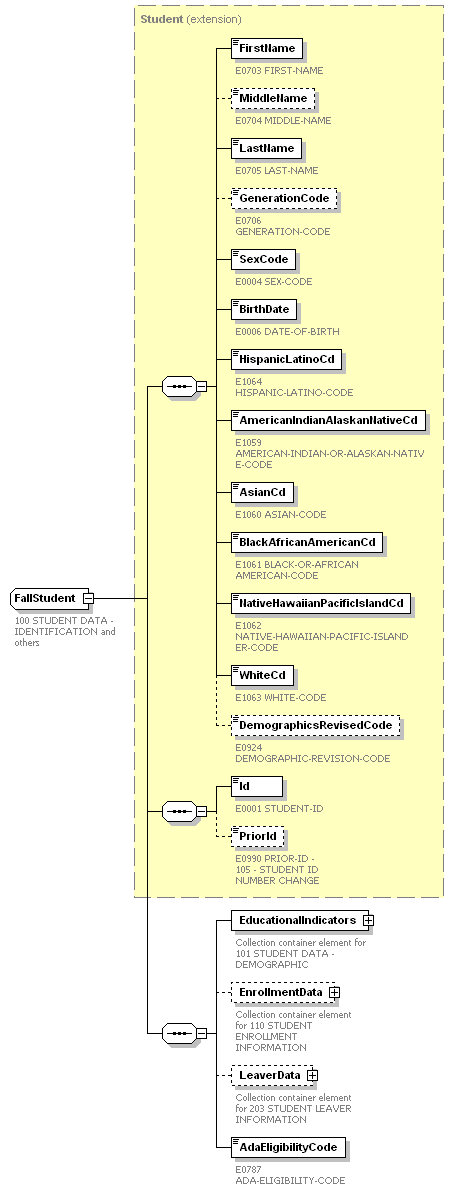 Student (extension)
FirstName
E0703 FIRST-NAME
MiddleName
E0704 MIDDLE-NAME
LastName
E0705 LAST-NAME
GenerationCode
E0706
GENERATION-CODE
SexCode
E0004 SEX-CODE
BirthDate
E0006 DATE-OF-BIRTH
HispanicLatinoCd
E1064
HISPANIC-LATINO-CODE
AmericanIndianAlaskanNativeCd
E1059
AMERICAN-INDIAN-OR-ALASKAN-NATIV
E-CODE
AsianCd
E1060 ASIAN-CODE
BlackAfricanAmericanCd
E1061 BLACK-OR-AFRICAN
AMERICAN-CODE
FallStudent
100 STUDENT DATA -
IDENTIFICATION and
others
NativeHawaiianPacificIslandCd
E1062
NATIVE-HAWAIIAN-PACIFIC-ISLAND
ER-CODE
WhiteCd
E1063 WHITE-CODE
DemographicsRevisedCode
E0924
DEMOGRAPHIC-REVISION-CODE
Id
E0001 STUDENT-ID
PriorId
E0990 PRIOR-ID -
105 - STUDENT ID
NUMBER CHANGE
EducationalIndicators
Collection container element for
101 STUDENT DATA -
DEMOGRAPHIC
EnrollmentData
Collection container element
for 110 STUDENT
ENROLLMENT
INFORMATION
LeaverData
Collection container element
for 203 STUDENT LEAVER
INFORMATION
AdaEligibilityCode
E0787
ADA-ELIGIBILITY-CODE